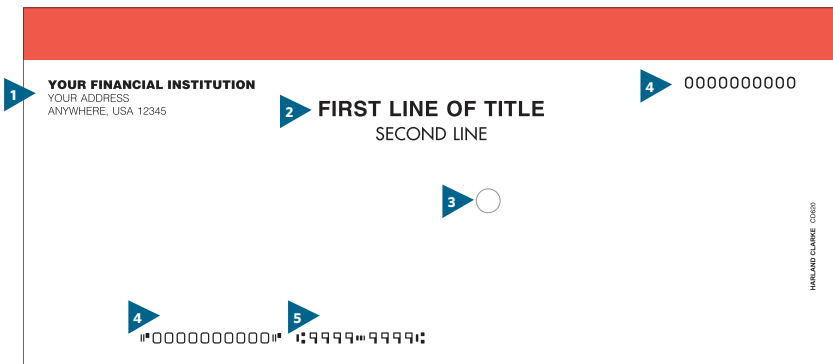 1
YOUR FINANCIAL INSTITUTION
YOUR ADDRESS
ANYWHERE, USA 12345
2
FIRST LINE OF TITLE
SECOND LINE
4
0000000000
3
HARLAND CLARKE CD620
4
5
⑈0000000000⑈ ⑆9999⑉9999⑆